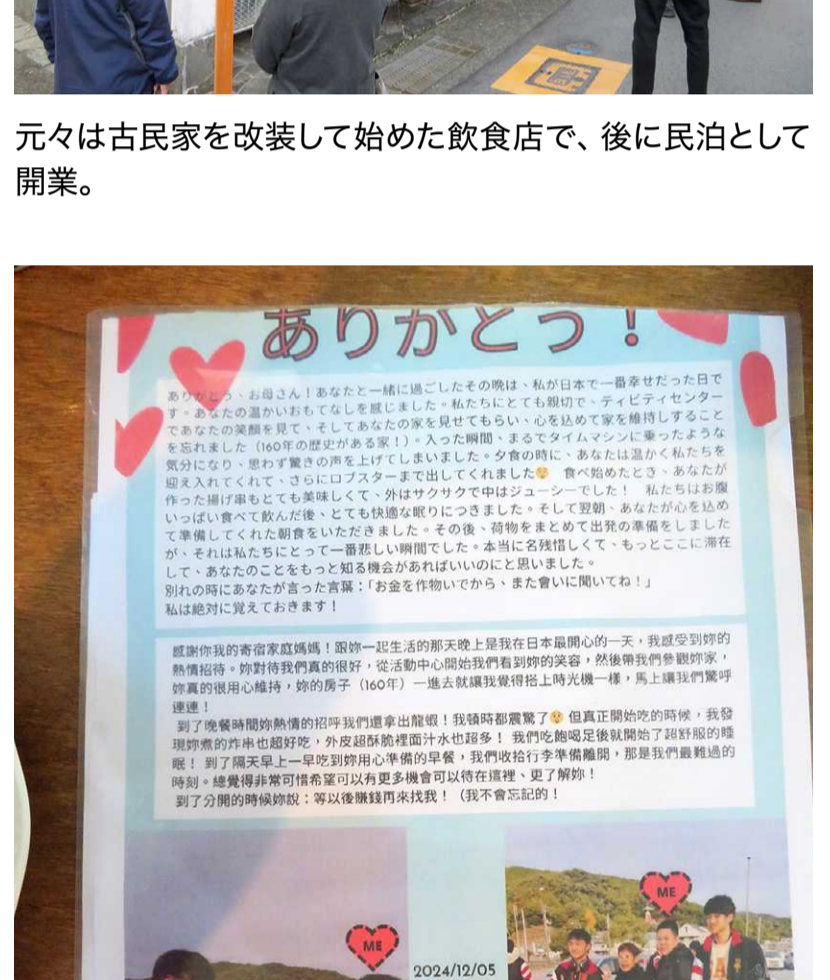 元々は古民家を改装して始めた飲食店で、後に民泊として
開業。
ありがとう！
ありがとう、お母さん！あなたと一緒に過ごしたその晩は、私が日本で一番幸せだった日で
す。あなたの温かいおもてなしを感じました。私たちにとても親切で、ティビティセンター
であなたの笑顔を見て、そしてあなたの家を見せてもらい、心を込めて家を維持しすること
を忘れました（160年の歴史がある家！）。入った瞬間、まるでタイムマシンに乗ったような
気分になり、思わず驚きの声を上げてしまいました。夕食の時に、あなたは温かく私たちを
迎え入れてくれて、さらにロブスターまで出してくれました😲　食べ始めたとき、あなたが
作った揚げ串もとても美味しくて、外はサクサクで中はジューシーでした！　私たちはお腹
いっぱい食べて飲んだ後、とても快適な眠りにつきました。そして翌朝、あなたが心を込め
て準備してくれた朝食をいただきました。その後、荷物をまとめて出発の準備をしました
が、それは私たちにとって一番悲しい瞬間でした。本当に名残惜しくて、もっとここに滞在
して、あなたのことをもっと知る機会があればいいのにと思いました。
別れの時にあなたが言った言葉：「お金を作物いでから、また會いに聞いてね！」
私は絶対に覚えておきます！
感謝你我的寄宿家庭媽媽！跟妳一起生活的那天晚上是我在日本最開心的一天，我感受到妳的
熱情招待。妳對待我們真的很好，從活動中心開始我們看到妳的笑容，然後帶我們參觀妳家，
妳真的很用心維持，妳的房子（160年）一進去就讓我覺得搭上時光機一樣，馬上讓我們驚呼
連連！
到了晚餐時間妳熱情的招呼我們還拿出龍蝦！我頓時都震驚了😲 但真正開始吃的時候，我發
現妳煮的炸串也超好吃，外皮超酥脆裡面汁水也超多！ 我們吃飽喝足後就開始了超舒服的睡
眠！ 到了隔天早上一早吃到妳用心準備的早餐，我們收拾行李準備離開，那是我們最難過的
時刻。總覺得非常可惜希望可以有更多機會可以待在這裡、更了解妳！
到了分開的時候妳說：等以後賺錢再來找我！（我不會忘記的！
ME
ME
2024/12/05